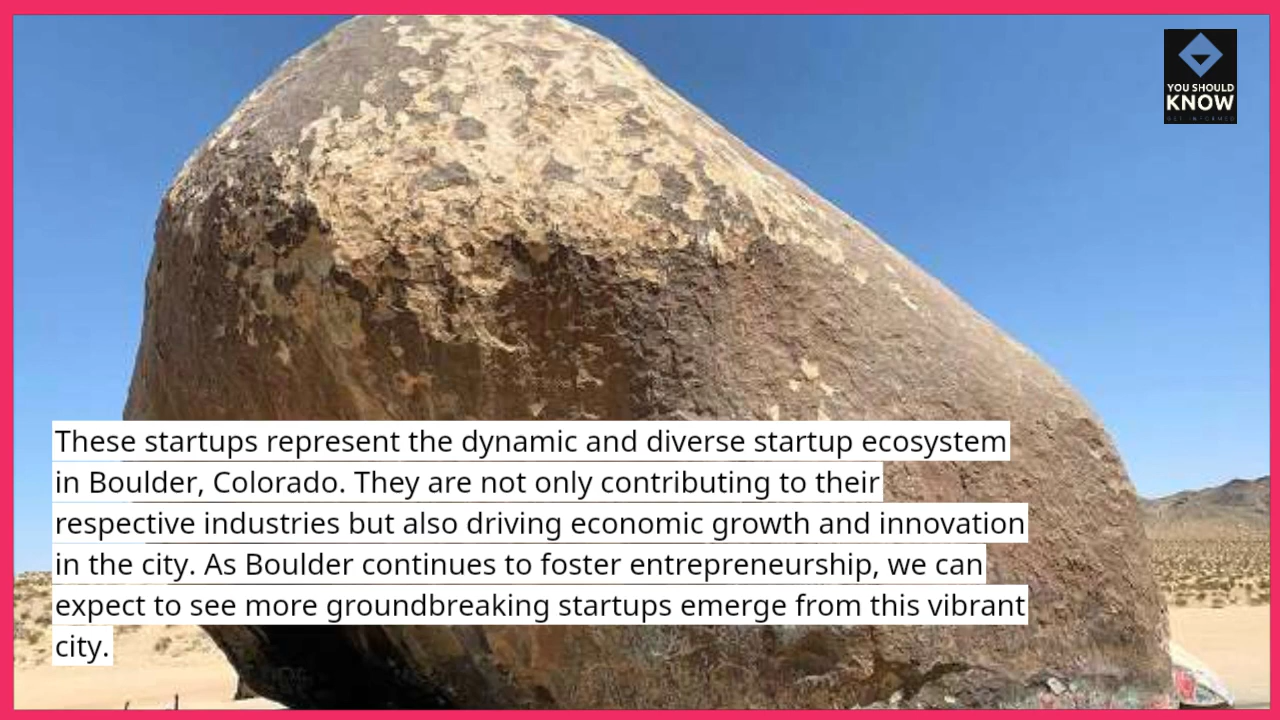 YOU SHOULD
KNOW
GET INFORMED
These startups represent the dynamic and diverse startup ecosystem
in Boulder, Colorado. They are not only contributing to their
respective industries but also driving economic growth and innovation
in the city. As Boulder continues to foster entrepreneurship, we can
expect to see more groundbreaking startups emerge from this vibrant
city.